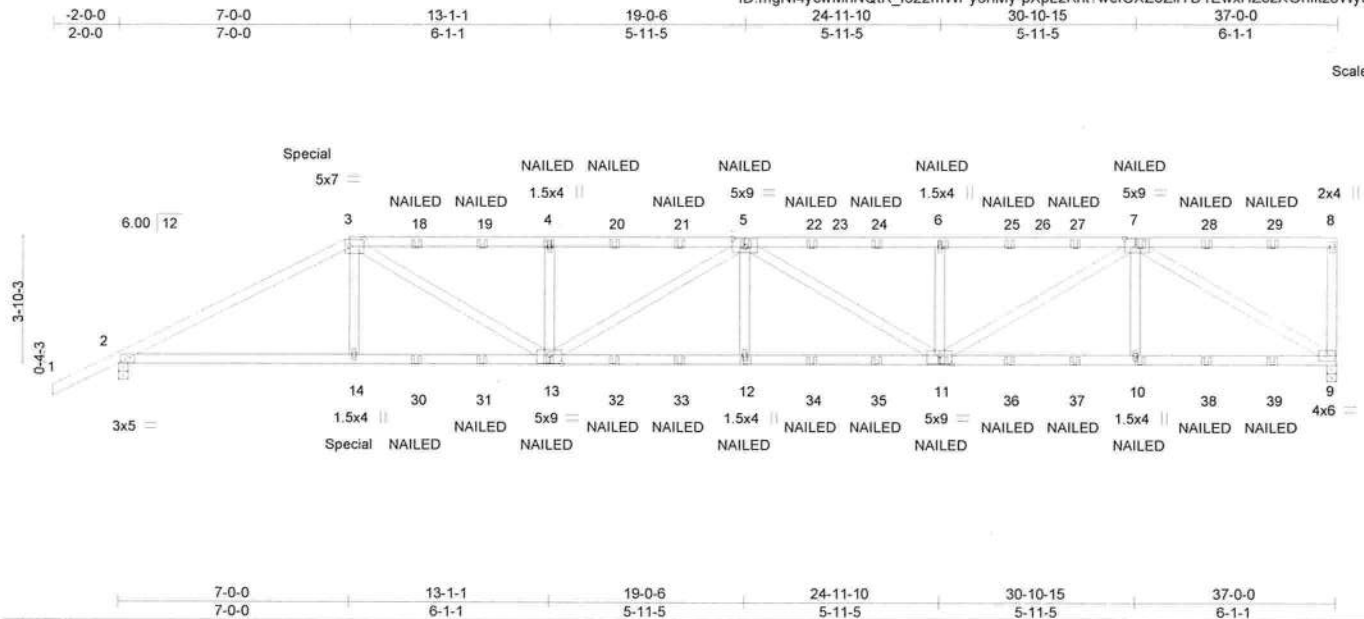 -2-0-0 7-0-0 13-1-1 19-0-6 24-11-10 30-10-15 37-0-0
2-0-0 7-0-0 6-1-1 5-11-5 5-11-5 5-11-5 6-1-1
Scale
Special
NAILED NAILED NAILED NAILED NAILED
5x7 = 1.5x4 || 5x9 = 1.5x4 || 5x9 = 2x4 ||
NAILED NAILED NAILED NAILED NAILED NAILED NAILED NAILED NAILED
6.00 12
3 18 19 4 20 21 5 22 23 24 6 25 26 27 7 28 29 8
3-10-3
0-4-3
2
1
14 30 31 13 32 33 12 34 35 11 36 37 10 38 39 9
3x5 = 1.5x4 || NAILED 5x9 = NAILED NAILED 1.5x4 || NAILED NAILED 5x9 = NAILED NAILED 1.5x4 || NAILED NAILED 4x6 =
Special NAILED NAILED NAILED NAILED NAILED
7-0-0 13-1-1 19-0-6 24-11-10 30-10-15 37-0-0
7-0-0 6-1-1 5-11-5 5-11-5 5-11-5 6-1-1